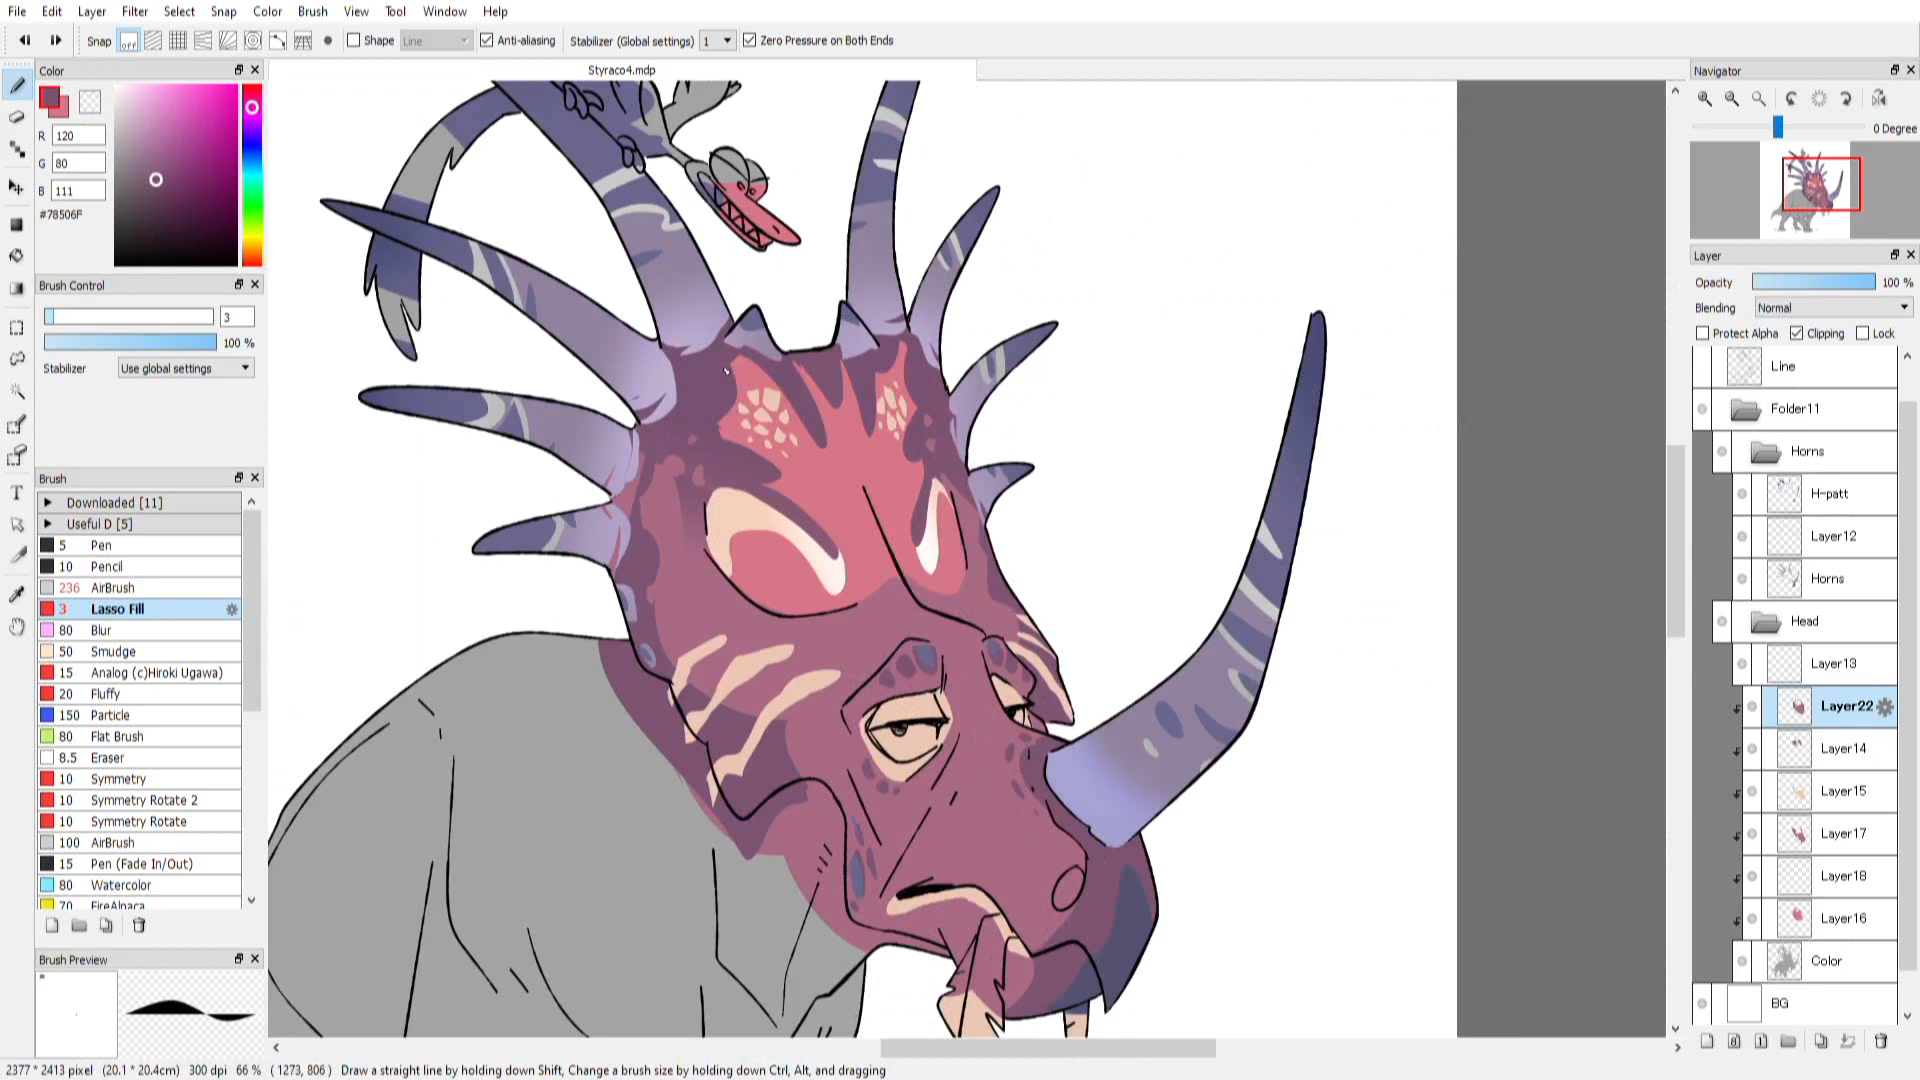 File Edit Layer Filter Select Snap Color Brush View Tool Window Help
Snap off Shape Line Anti-aliasing Stabilizer (Global settings) 1 Zero Pressure on Both Ends
Color
R 120
G 80
B 111
#78506F
Brush Control
3
100 %
Stabilizer Use global settings
Brush
Downloaded [11]
Useful D [5]
5 Pen
10 Pencil
236 AirBrush
3 Lasso Fill
80 Blur
50 Smudge
15 Analog (c)Hiroki Ugawa)
20 Fluffy
150 Particle
80 Flat Brush
8.5 Eraser
10 Symmetry
10 Symmetry Rotate 2
10 Symmetry Rotate
100 AirBrush
15 Pen (Fade In/Out)
80 Watercolor
70 FireAlpaca
Brush Preview
T
Styraco4.mdp
Navigator
0 Degree
Layer
Opacity 100 %
Blending Normal
Protect Alpha Clipping Lock
Line
Folder11
Horns
H-patt
Layer12
Horns
Head
Layer13
Layer22
Layer14
Layer15
Layer17
Layer18
Layer16
Color
BG
8 1
2377 * 2413 pixel (20.1 * 20.4cm) 300 dpi 66 % ( 1273, 806 ) Draw a straight line by holding down Shift, Change a brush size by holding down Ctrl, Alt, and dragging